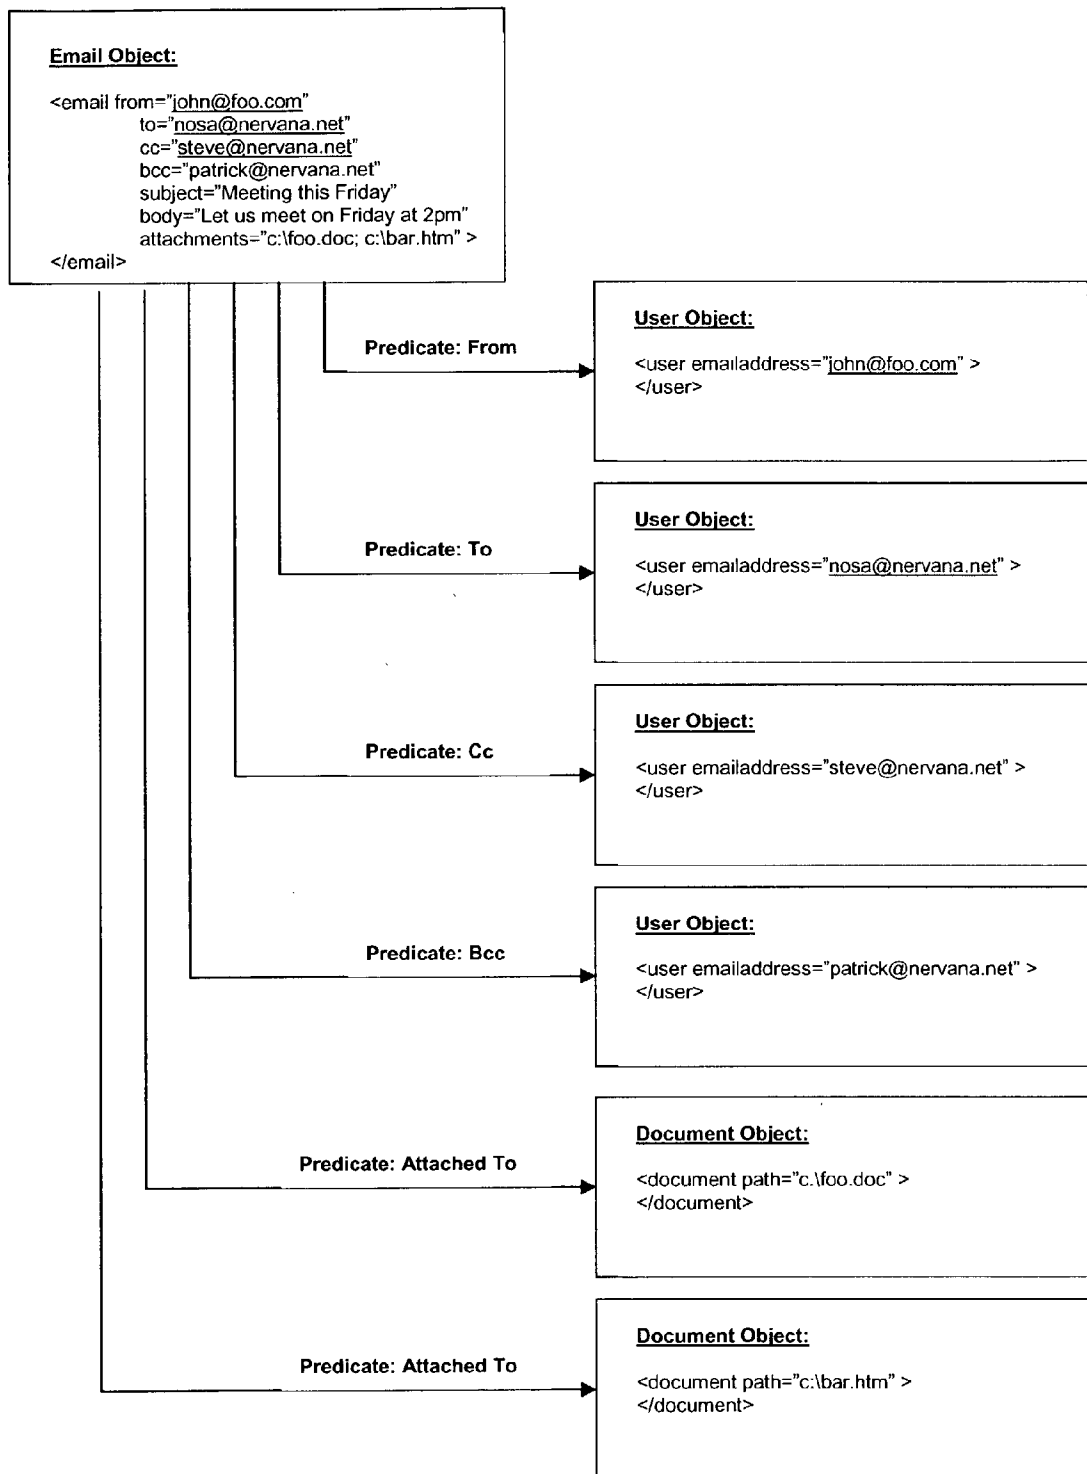 Email Object:
<email from="john@foo.com"
to="nosa@nervana.net"
cc="steve@nervana.net"
bcc="patrick@nervana.net"
subject="Meeting this Friday"
body="Let us meet on Friday at 2pm"
attachments="c:\foo.doc; c:\bar.htm" >
</email>
Predicate: From
User Object:
<user emailaddress="john@foo.com" >
</user>
Predicate: To
User Object:
<user emailaddress="nosa@nervana.net" >
</user>
Predicate: Cc
User Object:
<user emailaddress="steve@nervana.net" >
</user>
Predicate: Bcc
User Object:
<user emailaddress="patrick@nervana.net" >
</user>
Predicate: Attached To
Document Object:
<document path="c.\foo.doc" >
</document>
Predicate: Attached To
Document Object:
<document path="c:\bar.htm" >
</document>